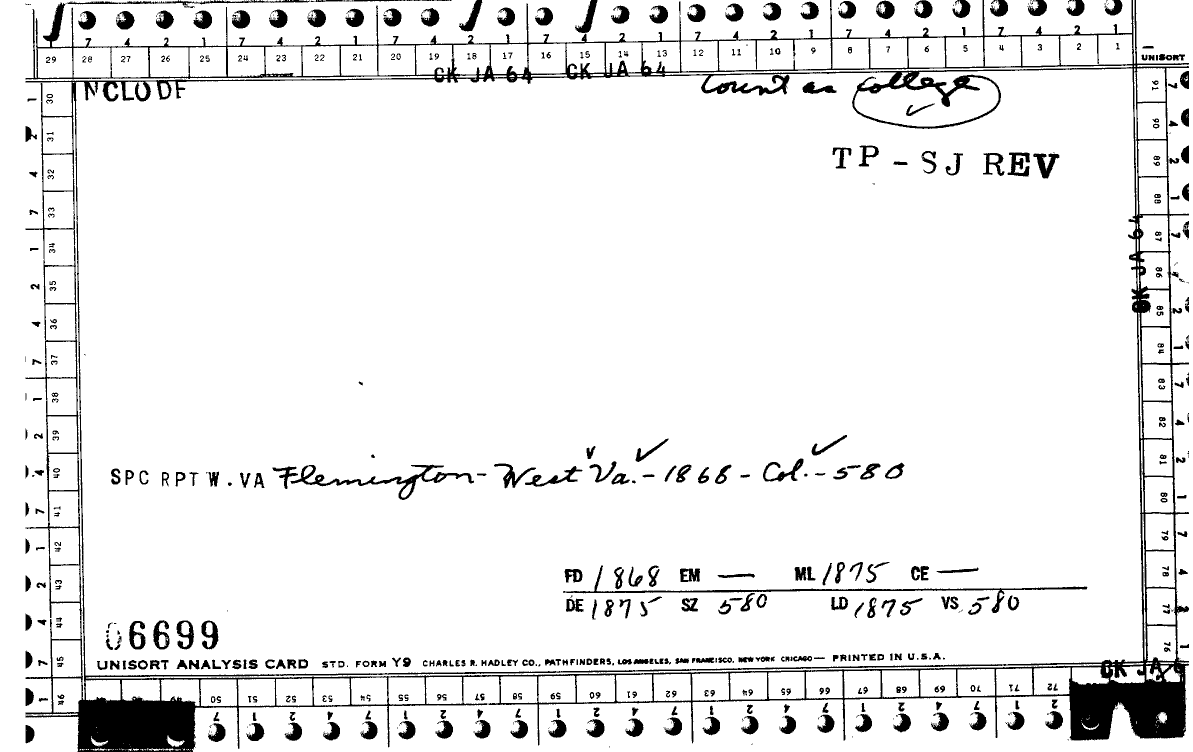 7 4 2 1 7 4 2 1 7 4 2 1 7 4 2 1 7 4 2 1 7 4 2 1 7 4 2 1
29 28 27 26 25 24 23 22 21 20 19 18 17 16 15 14 13 12 11 10 9 8 7 6 5 4 3 2 1
UNISORT
CK JA 64 CK JA 64
NCLODF
Count as college
TP - SJ REV
CK JA 64
SPC RPT W. VA Flemington - West Va. - 1868 - Col. - 580
FD 1868 EM — ML 1875 CE —
DE 1875 SZ 580 LD 1875 VS 580
06699
UNISORT ANALYSIS CARD STD. FORM Y9 CHARLES R. HADLEY CO., PATHFINDERS, LOS ANGELES, SAN FRANCISCO, NEW YORK CHICAGO — PRINTED IN U.S.A.
CK JA 6
30 31 32 33 34 35 36 37 38 39 40 41 42 43 44 45 46
50 51 52 53 54 55 56 57 58 59 60 61 62 63 64 65 66 67 68 69 70 71 72
76 77 78 79 80 81 82 83 84 85 86 87 88 89 90 91